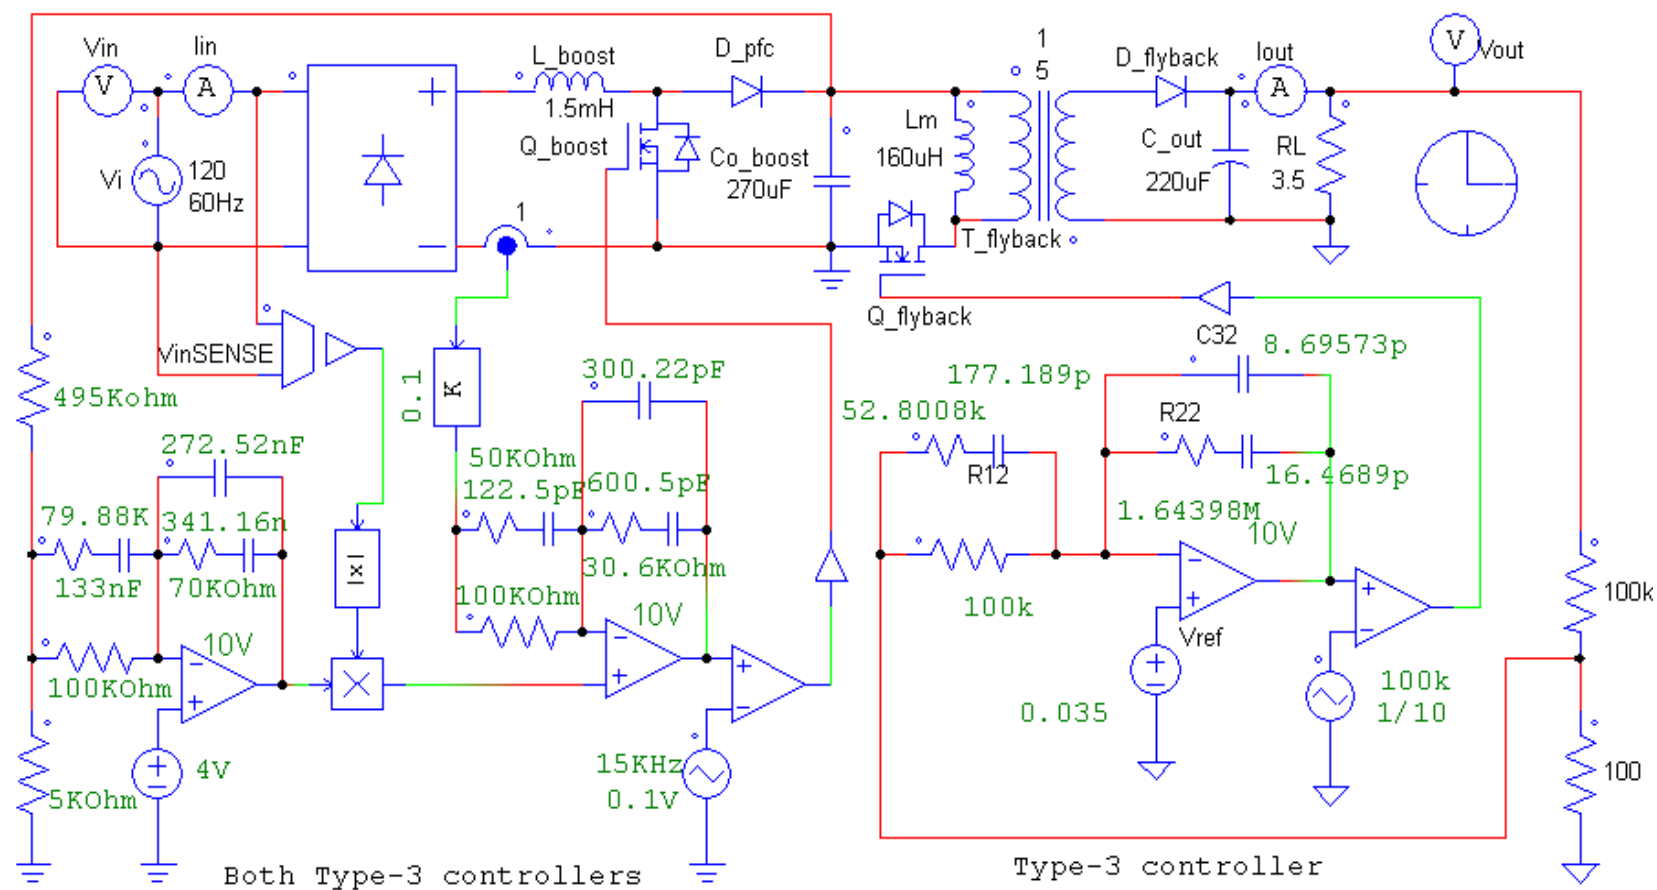 Vin
Iin
V
A
L_boost
1.5mH
D_pfc
1
5
D_flyback
Iout
A
V
Vout
Vi
120
60Hz
Q_boost
Co_boost
270uF
Lm
160uH
C_out
220uF
RL
3.5
1
T_flyback
Q_flyback
VinSENSE
495Kohm
0.1
K
300.22pF
C32
8.69573p
177.189p
52.8008k
R12
R22
16.4689p
1.64398M
272.52nF
50KOhm
122.5pF
600.5pF
30.6KOhm
79.88K
341.16n
133nF
70KOhm
|x|
100KOhm
10V
100k
10V
Vref
0.035
100k
1/10
100k
100
10V
100KOhm
4V
5KOhm
15KHz
0.1V
Both Type-3 controllers
Type-3 controller